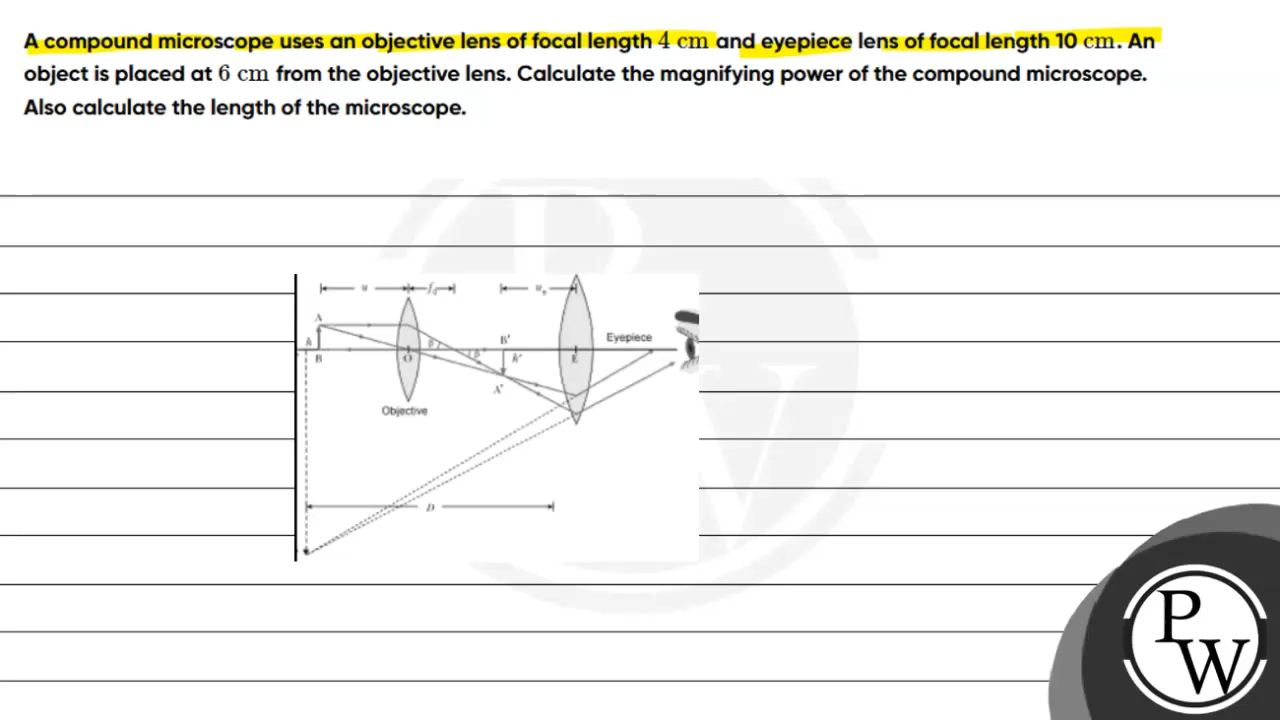 A compound microscope uses an objective lens of focal length 4 cm and eyepiece lens of focal length 10 cm. An
object is placed at 6 cm from the objective lens. Calculate the magnifying power of the compound microscope.
Also calculate the length of the microscope.
A
h
B
O
Objective
B'
h'
A'
E
Eyepiece
D
P
W